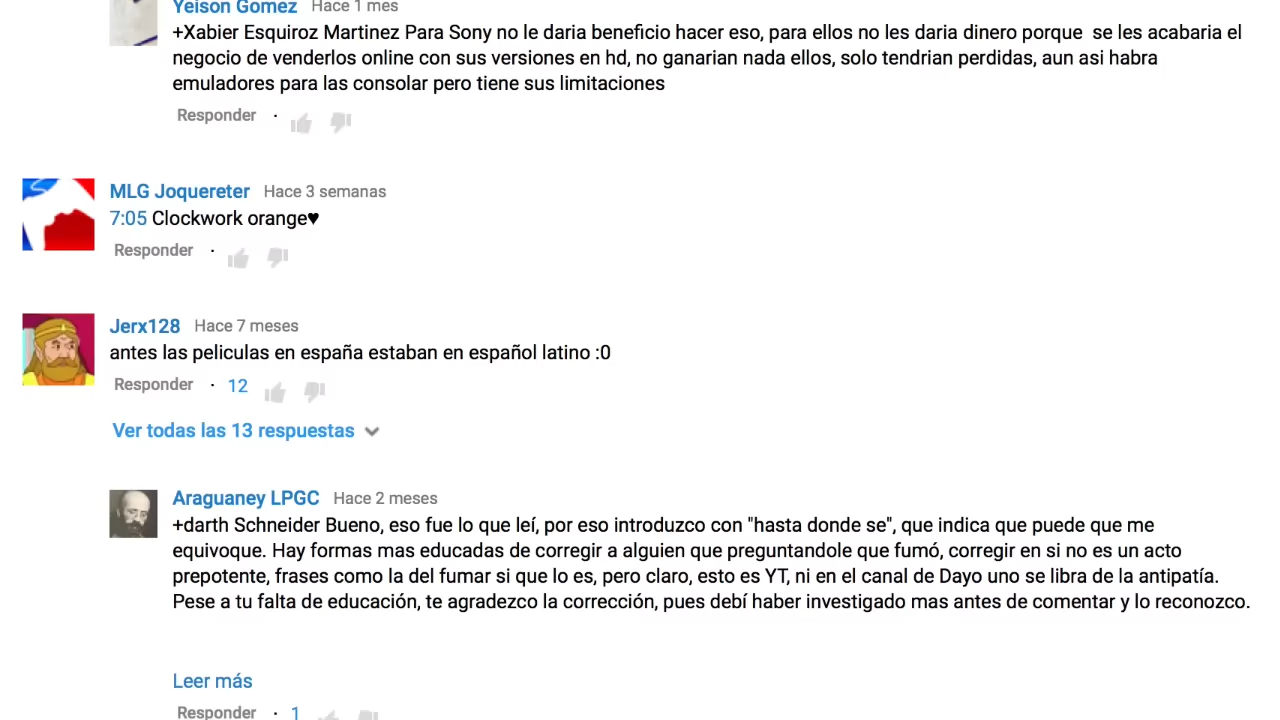 Yeison Gomez Hace 1 mes
+Xabier Esquiroz Martinez Para Sony no le daria beneficio hacer eso, para ellos no les daria dinero porque  se les acabaria el
negocio de venderlos online con sus versiones en hd, no ganarian nada ellos, solo tendrian perdidas, aun asi habra
emuladores para las consolar pero tiene sus limitaciones
Responder ·
MLG Joquereter Hace 3 semanas
7:05 Clockwork orange♥
Responder ·
Jerx128 Hace 7 meses
antes las peliculas en españa estaban en español latino :0
Responder · 12
Ver todas las 13 respuestas
Araguaney LPGC Hace 2 meses
+darth Schneider Bueno, eso fue lo que leí, por eso introduzco con "hasta donde se", que indica que puede que me
equivoque. Hay formas mas educadas de corregir a alguien que preguntandole que fumó, corregir en si no es un acto
prepotente, frases como la del fumar si que lo es, pero claro, esto es YT, ni en el canal de Dayo uno se libra de la antipatía.
Pese a tu falta de educación, te agradezco la corrección, pues debí haber investigado mas antes de comentar y lo reconozco.
Leer más
Responder · 1